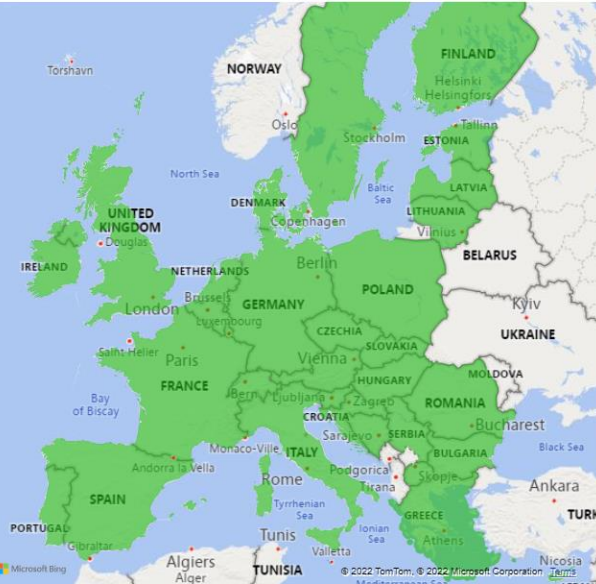 FINLAND
NORWAY
Torshavn
Helsinki
Helsingfors
Oslo
Tallinn
Stockholm
ESTONIA
North Sea
Baltic
Sea
LATVIA
DENMARK
LITHUANIA
UNITED
KINGDOM
Copenhagen
Vilnius
Douglas
BELARUS
IRELAND
NETHERLANDS
Berlin
Brussels
POLAND
London
GERMANY
Kyiv
Luxembourg
CZECHIA
UKRAINE
Saint Helier
SLOVAKIA
Paris
Vienna
MOLDOVA
FRANCE
HUNGARY
Bern
Bay
of Biscay
Ljubljana
Zagreb
ROMANIA
CROATIA
Bucharest
Sarajevo
SERBIA
Monaco-Ville
ITALY
BULGARIA
Black Sea
Andorra la Vella
Podgorica
Skopje
Rome
Tirana
Ankara
SPAIN
Tyrrhenian
Sea
GREECE
TURK
PORTUGAL
Ionian
Sea
Athens
Gibraltar
Tunis
Valletta
Algiers
Alger
TUNISIA
Nicosia
Microsoft Bing
© 2022 TomTom, © 2022 Microsoft Corporation Terms
Mediterranean Sea